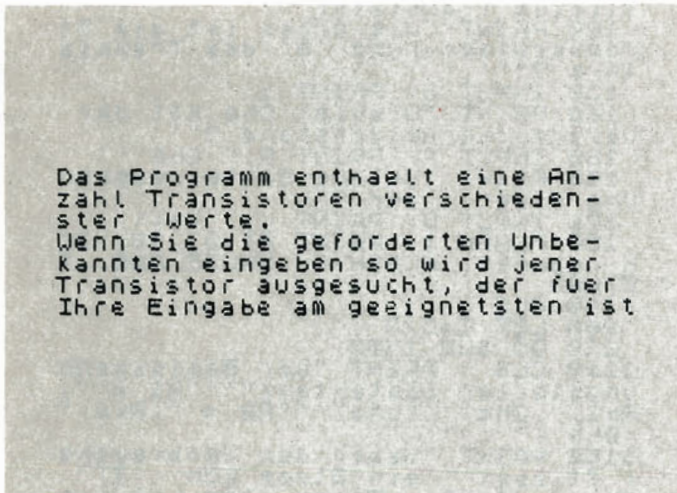 Das Programm enthaelt eine An-
zahl Transistoren verschieden-
ster Werte.
Wenn Sie die geforderten Unbe-
kannten eingeben so wird jener
Transistor ausgesucht, der fuer
Ihre Eingabe am geeignetsten ist